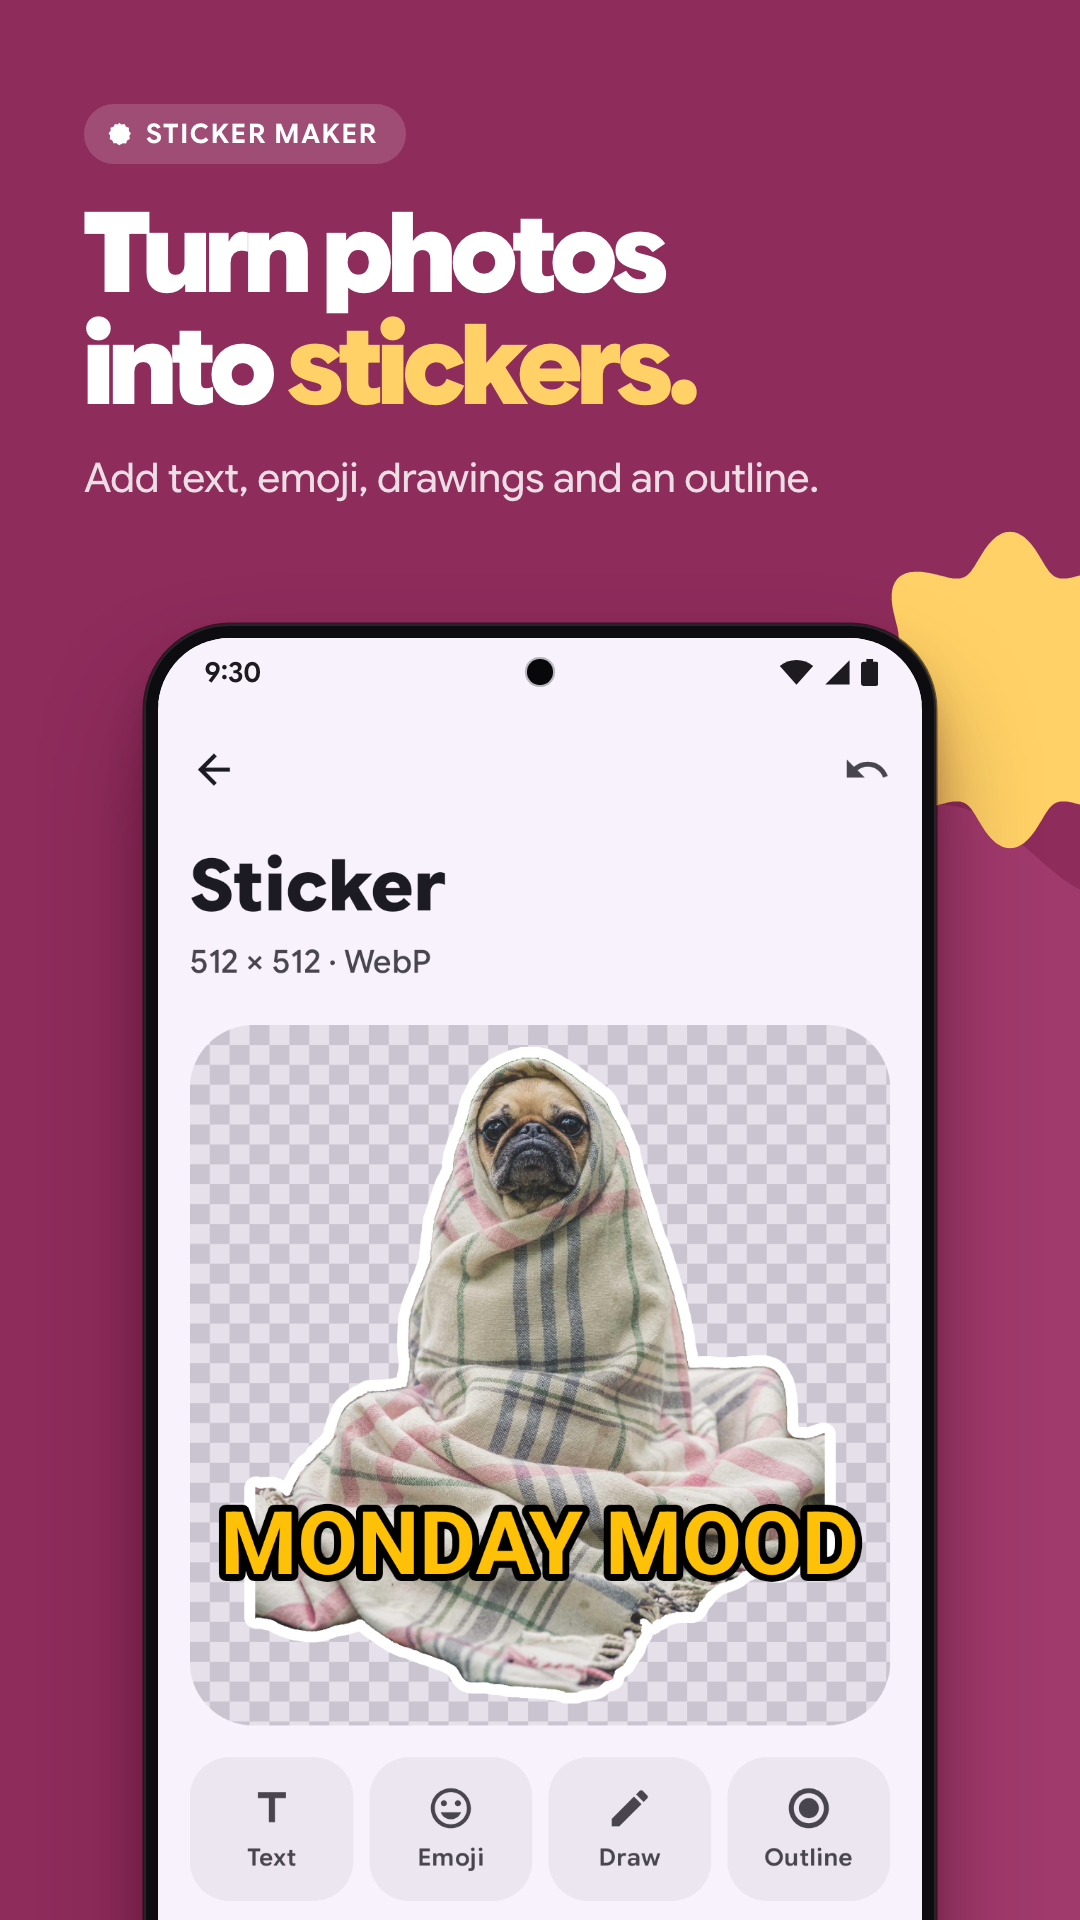 STICKER MAKER
Turn photos
into stickers.
Add text, emoji, drawings and an outline.
9:30
Sticker
512 × 512 · WebP
MONDAY MOOD
Text
Emoji
Draw
Outline